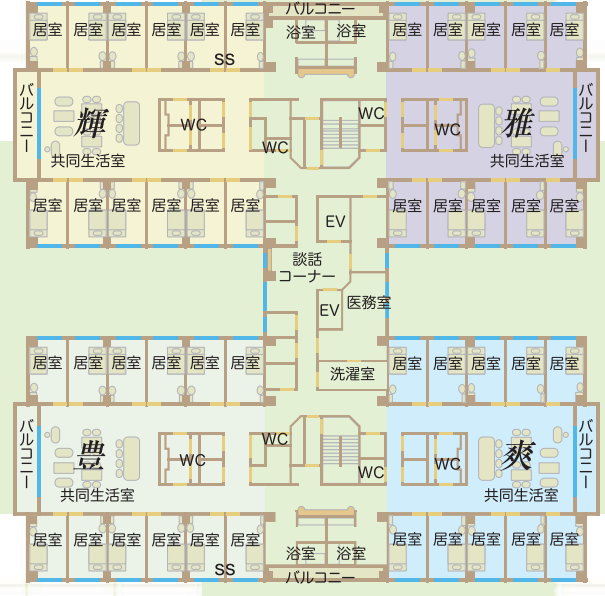 バルコニー
居室 居室 居室 居室 居室 居室 浴室 浴室 居室 居室 居室 居室 居室
SS
バルコニー 輝 WC WC WC WC 雅 バルコニー
共同生活室 共同生活室
居室 居室 居室 居室 居室 居室 EV 居室 居室 居室 居室 居室
談話
コーナー
EV 医務室
居室 居室 居室 居室 居室 居室 洗濯室 居室 居室 居室 居室 居室
バルコニー 豊 WC WC WC WC 爽 バルコニー
共同生活室 共同生活室
居室 居室 居室 居室 居室 居室 浴室 浴室 居室 居室 居室 居室 居室
SS バルコニー